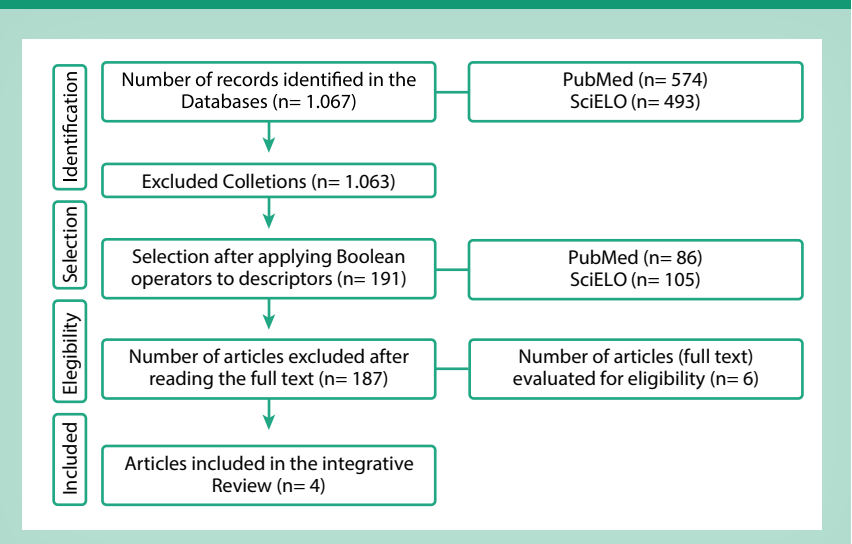 Identification
Number of records identified in the
Databases (n= 1.067)
PubMed (n= 574)
SciELO (n= 493)
Excluded Colletions (n= 1.063)
Selection
Selection after applying Boolean
operators to descriptors (n= 191)
PubMed (n= 86)
SciELO (n= 105)
Elegibility
Number of articles excluded after
reading the full text (n= 187)
Number of articles (full text)
evaluated for eligibility (n= 6)
Included
Articles included in the integrative
Review (n= 4)